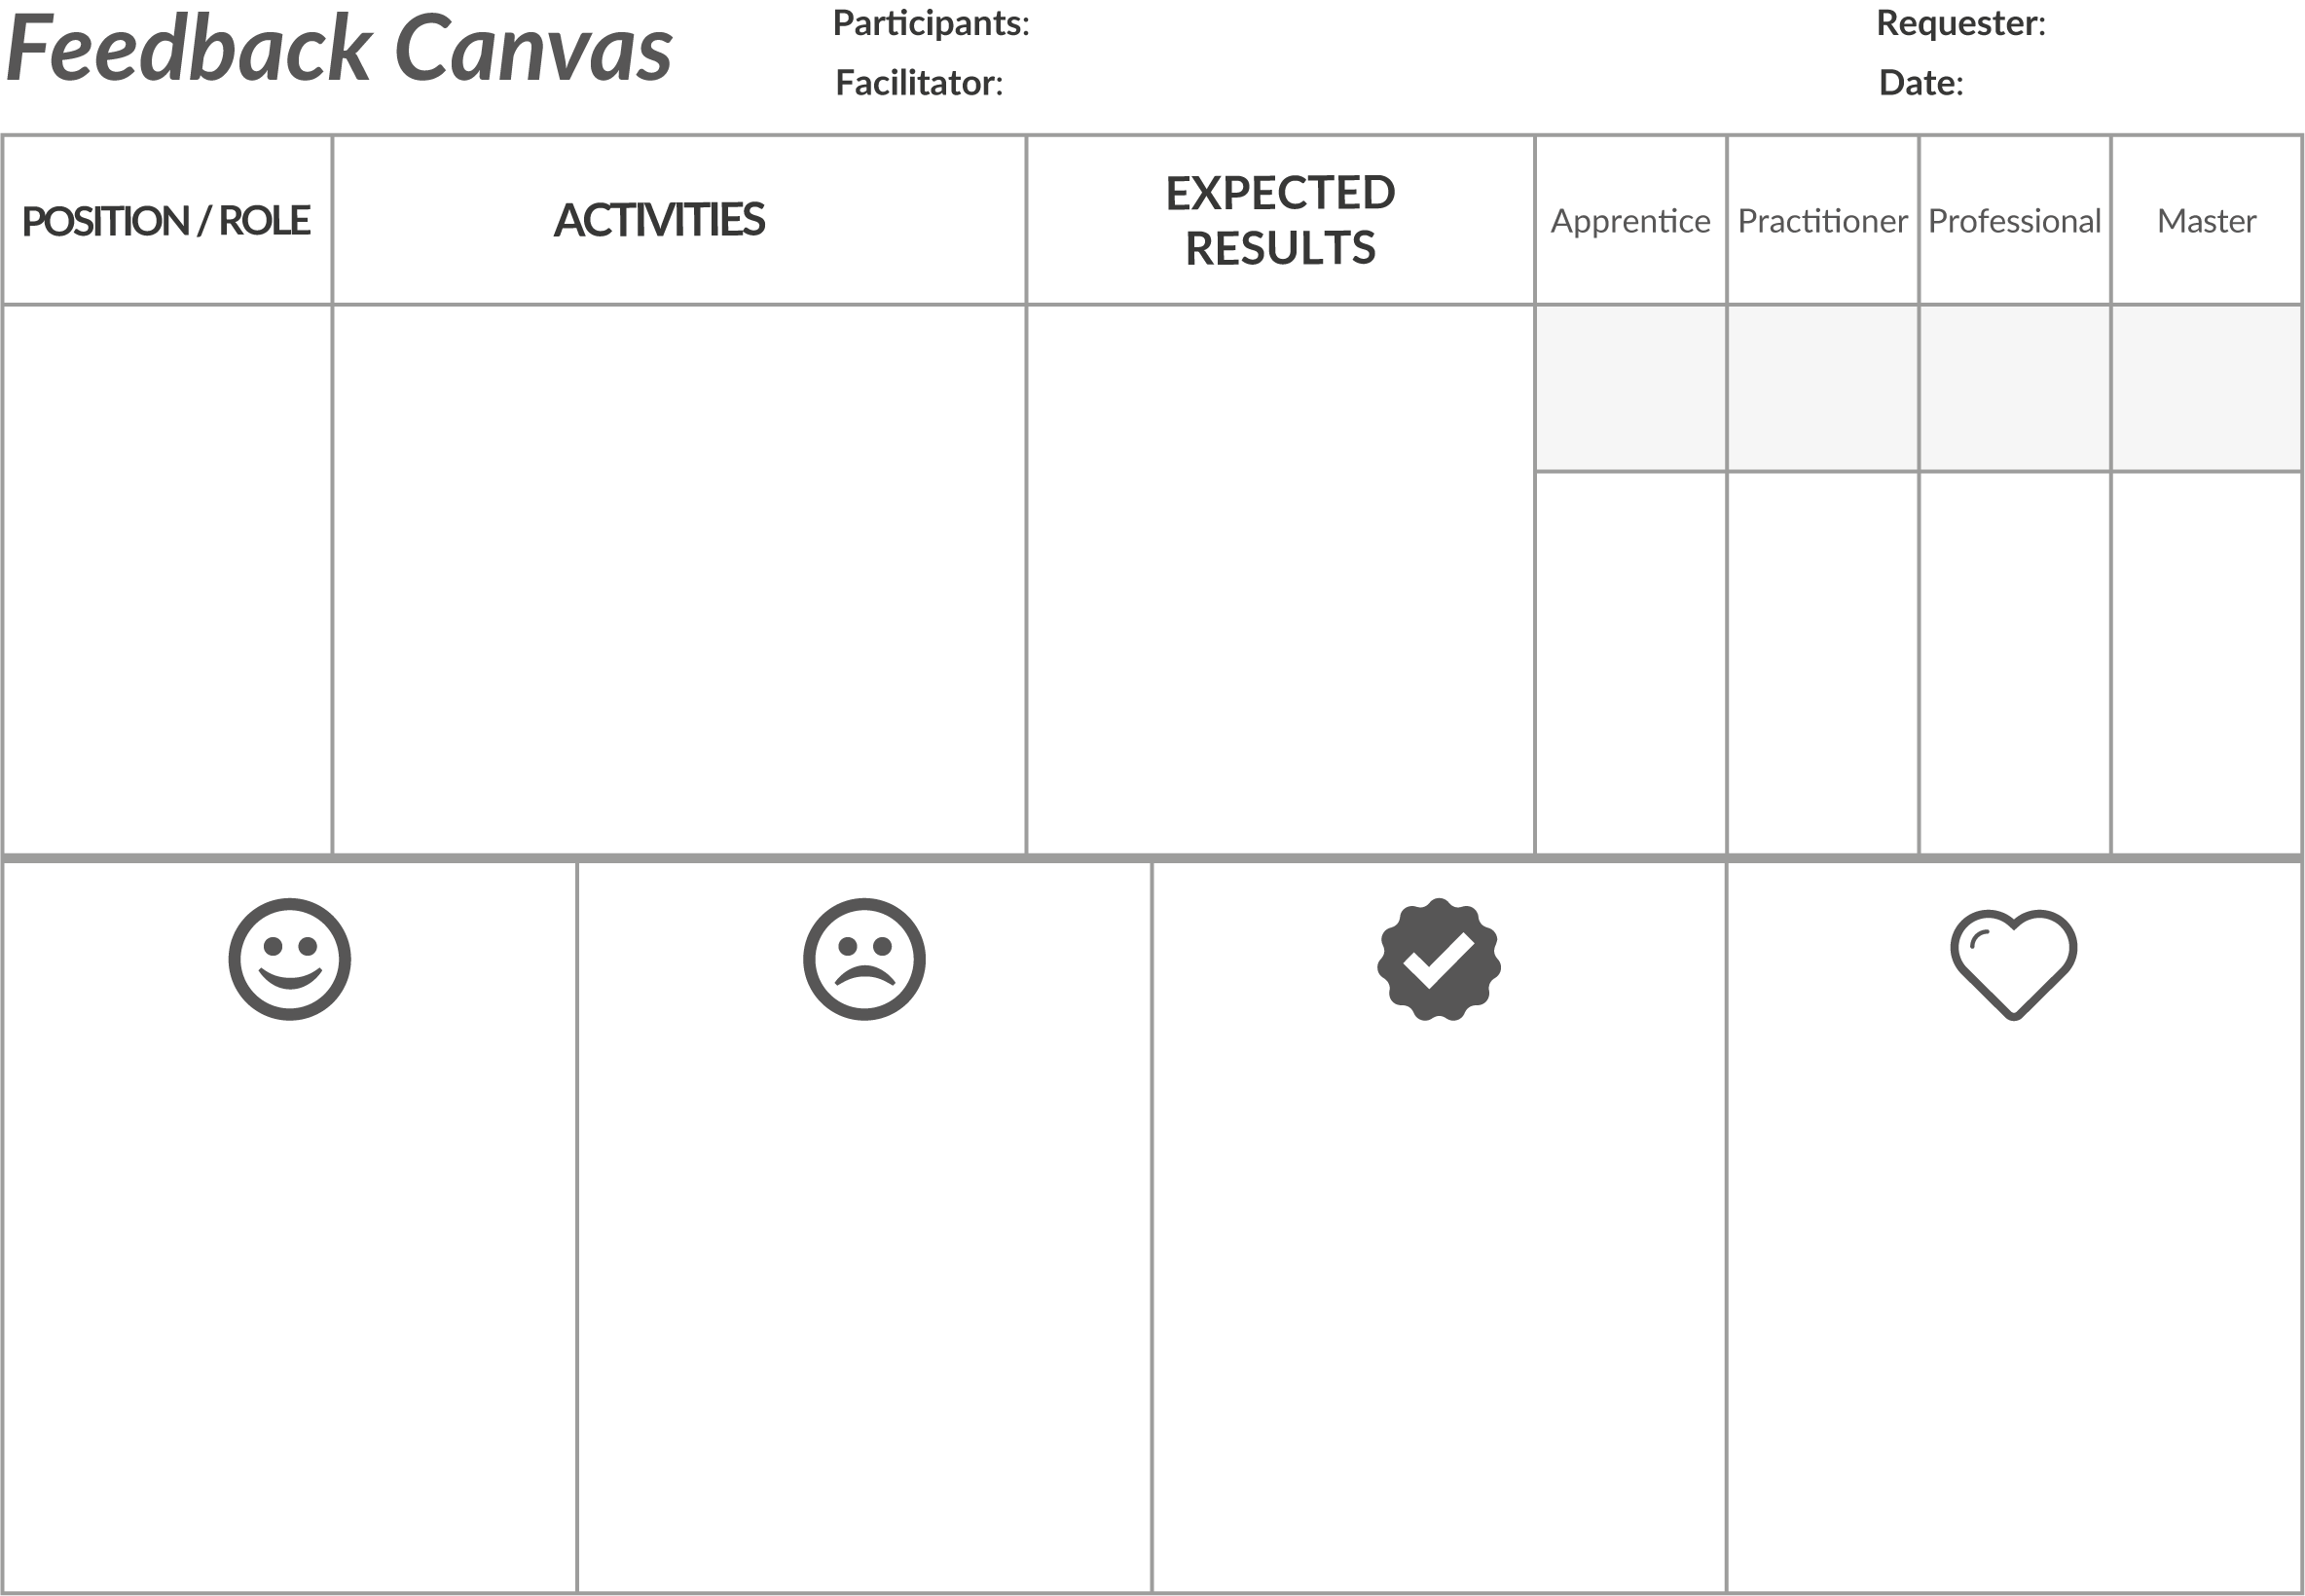 Feedback Canvas
Participants:
Requester:
Facilitator:
Date:
POSITION / ROLE
ACTIVITIES
EXPECTED
RESULTS
Apprentice
Practitioner
Professional
Master